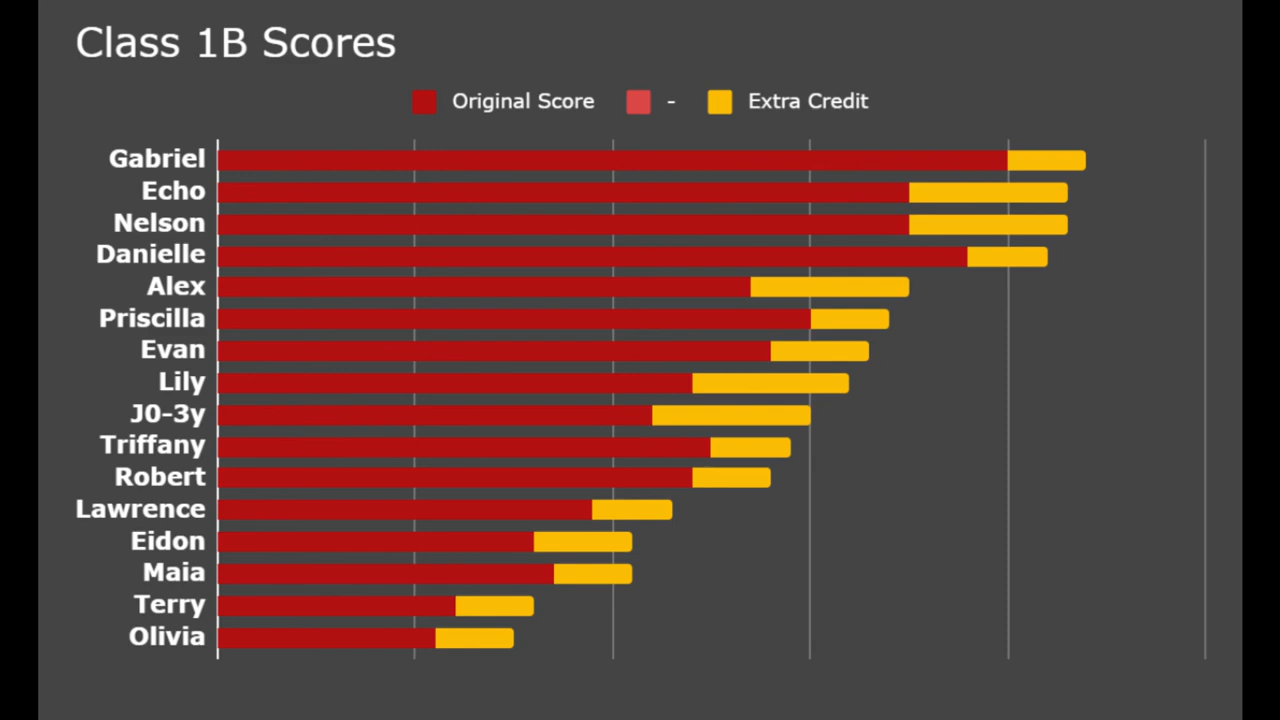 Class 1B Scores
Original Score - Extra Credit
Gabriel
Echo
Nelson
Danielle
Alex
Priscilla
Evan
Lily
J0-3y
Triffany
Robert
Lawrence
Eidon
Maia
Terry
Olivia